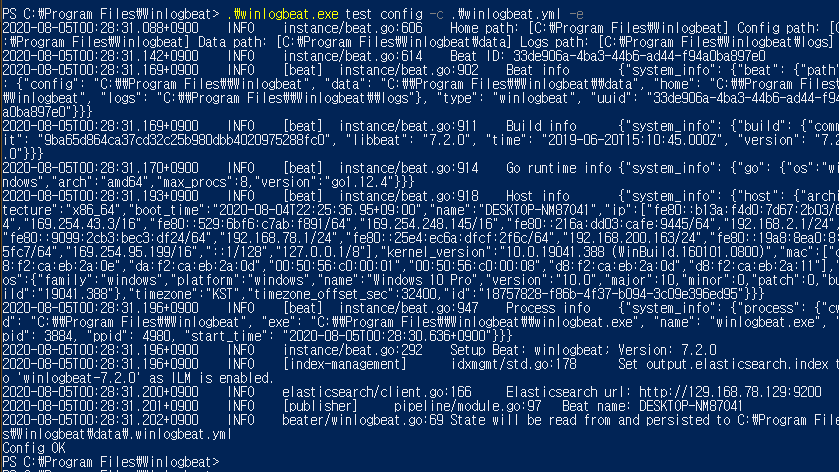 PS C:₩Program Files₩Winlogbeat> .₩winlogbeat.exe test config -c .₩winlogbeat.yml -e
2020-08-05T00:28:31.088+0900 INFO instance/beat.go:606 Home path: [C:₩Program Files₩Winlogbeat] Config path: [C
:₩Program Files₩Winlogbeat] Data path: [C:₩Program Files₩Winlogbeat₩data] Logs path: [C:₩Program Files₩Winlogbeat₩logs]
2020-08-05T00:28:31.142+0900 INFO instance/beat.go:614 Beat ID: 33de906a-4ba3-44b6-ad44-f94a0ba897e0
2020-08-05T00:28:31.169+0900 INFO [beat] instance/beat.go:902 Beat info {"system_info": {"beat": {"path"
: {"config": "C:₩₩Program Files₩₩Winlogbeat", "data": "C:₩₩Program Files₩₩Winlogbeat₩₩data", "home": "C:₩₩Program Files₩
₩Winlogbeat", "logs": "C:₩₩Program Files₩₩Winlogbeat₩₩logs"}, "type": "winlogbeat", "uuid": "33de906a-4ba3-44b6-ad44-f94
a0ba897e0"}}}
2020-08-05T00:28:31.169+0900 INFO [beat] instance/beat.go:911 Build info {"system_info": {"build": {"comm
it": "9ba65d864ca37cd32c25b980dbb4020975288fc0", "libbeat": "7.2.0", "time": "2019-06-20T15:10:45.000Z", "version": "7.2
.0"}}}
2020-08-05T00:28:31.170+0900 INFO [beat] instance/beat.go:914 Go runtime info {"system_info": {"go": {"os":"wi
ndows","arch":"amd64","max_procs":8,"version":"go1.12.4"}}}
2020-08-05T00:28:31.193+0900 INFO [beat] instance/beat.go:918 Host info {"system_info": {"host": {"archi
tecture":"x86_64","boot_time":"2020-08-04T22:25:36.95+09:00","name":"DESKTOP-NM87041","ip":["fe80::b13a:f4d0:7d67:2b03/6
4","169.254.43.3/16","fe80::529:6bf6:c7ab:f891/64","169.254.248.145/16","fe80::216a:dd03:cafe:9445/64","192.168.2.1/24",
"fe80::9099:2cb3:bec3:df24/64","192.168.78.1/24","fe80::25e4:ec6a:dfcf:2f6c/64","192.168.200.163/24","fe80::19a8:8ea0:8
5fc7/64","169.254.95.199/16","::1/128","127.0.0.1/8"],"kernel_version":"10.0.19041.388 (WinBuild.160101.0800)","mac":["d
8:f2:ca:eb:2a:0e","da:f2:ca:eb:2a:0d","00:50:56:c0:00:01","00:50:56:c0:00:08","d8:f2:ca:eb:2a:0d","d8:f2:ca:eb:2a:11"],"
os":{"family":"windows","platform":"windows","name":"Windows 10 Pro","version":"10.0","major":10,"minor":0,"patch":0,"bu
ild":"19041.388"},"timezone":"KST","timezone_offset_sec":32400,"id":"18757828-f86b-4f37-b094-3c09e396ed95"}}}
2020-08-05T00:28:31.196+0900 INFO [beat] instance/beat.go:947 Process info {"system_info": {"process": {"cw
d": "C:₩₩Program Files₩₩Winlogbeat", "exe": "C:₩₩Program Files₩₩Winlogbeat₩₩winlogbeat.exe", "name": "winlogbeat.exe", "
pid": 3884, "ppid": 4980, "start_time": "2020-08-05T00:28:30.636+0900"}}}
2020-08-05T00:28:31.196+0900 INFO instance/beat.go:292 Setup Beat: winlogbeat; Version: 7.2.0
2020-08-05T00:28:31.196+0900 INFO [index-management] idxmgmt/std.go:178 Set output.elasticsearch.index t
o 'winlogbeat-7.2.0' as ILM is enabled.
2020-08-05T00:28:31.200+0900 INFO elasticsearch/client.go:166 Elasticsearch url: http://129.168.78.129:9200
2020-08-05T00:28:31.201+0900 INFO [publisher] pipeline/module.go:97 Beat name: DESKTOP-NM87041
2020-08-05T00:28:31.202+0900 INFO beater/winlogbeat.go:69 State will be read from and persisted to C:₩Program File
s₩Winlogbeat₩data₩.winlogbeat.yml
Config OK
PS C:₩Program Files₩Winlogbeat>